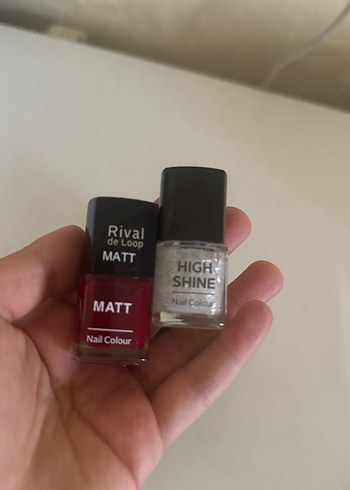 Rival
de Loop
MATT
MATT
Nail Colour
HIGH
SHINE
Nail Colour